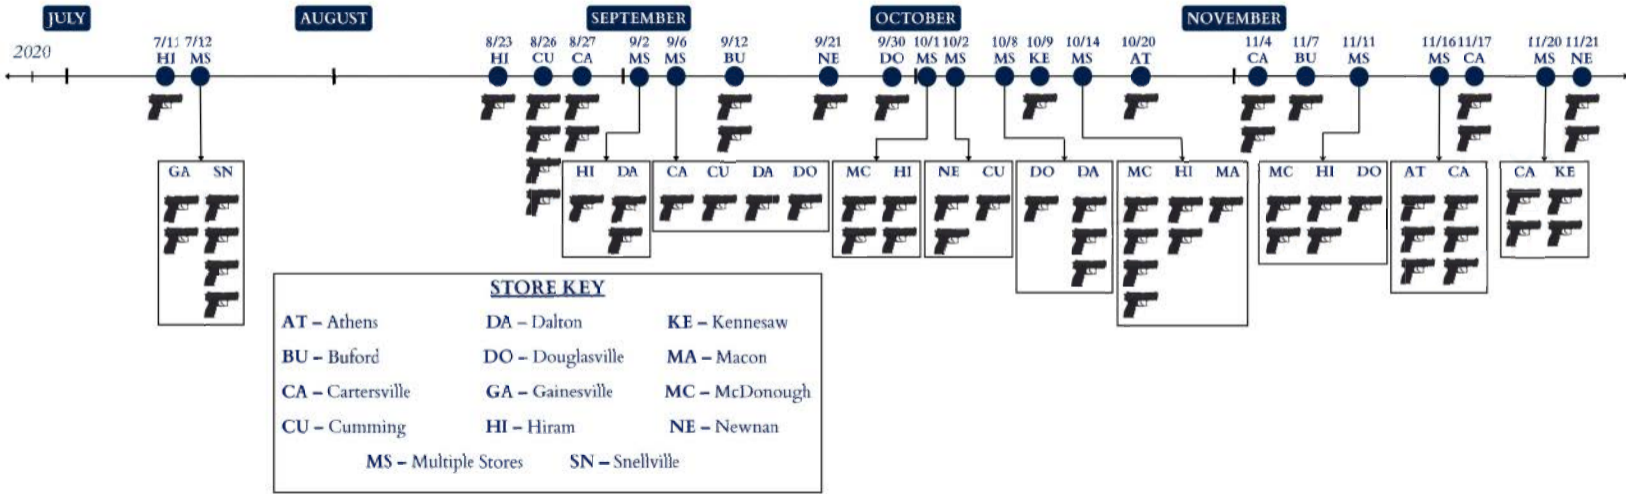 JULY AUGUST SEPTEMBER OCTOBER NOVEMBER
2020
7/11 7/12 8/23 8/26 8/27 9/2 9/6 9/12 9/21 9/30 10/1 10/2 10/8 10/9 10/14 10/20 11/4 11/7 11/11 11/16 11/17 11/20 11/21
HI MS HI CU CA MS MS BU NE DO MS MS MS KE MS AT CA BU MS MS CA MS NE
GA SN HI DA CA CU DA DO MC HI NE CU DO DA MC HI MA MC HI DO AT CA CA KE
STORE KEY
AT – Athens DA – Dalton KE – Kennesaw
BU – Buford DO – Douglasville MA – Macon
CA – Cartersville GA – Gainesville MC – McDonough
CU – Cumming HI – Hiram NE – Newnan
MS – Multiple Stores SN – Snellville